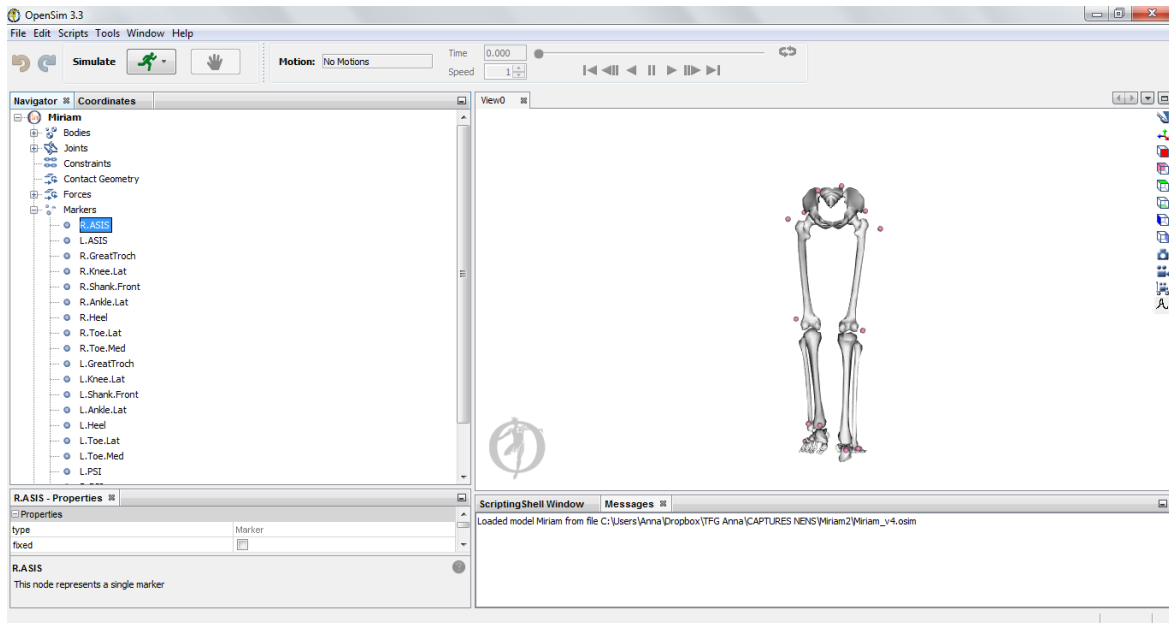 OpenSim 3.3
File Edit Scripts Tools Window Help
Simulate
Motion: No Motions
Time 0.000
Speed 1
Navigator Coordinates
Miriam
Bodies
Joints
Constraints
Contact Geometry
Forces
Markers
R.ASIS
L.ASIS
R.GreatTroch
R.Knee.Lat
R.Shank.Front
R.Ankle.Lat
R.Heel
R.Toe.Lat
R.Toe.Med
L.GreatTroch
L.Knee.Lat
L.Shank.Front
L.Ankle.Lat
L.Heel
L.Toe.Lat
L.Toe.Med
L.PSI
R.ASIS - Properties
Properties
type Marker
fixed
R.ASIS
This node represents a single marker
View0
ScriptingShell Window Messages
Loaded model Miriam from file C:\Users\Anna\Dropbox\TFG Anna\CAPTURES NENS\Miriam2\Miriam_v4.osim